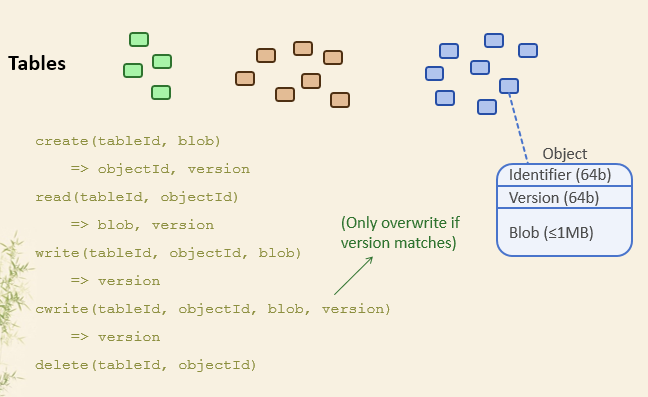 Tables
create(tableId, blob)
=> objectId, version
read(tableId, objectId)
=> blob, version
write(tableId, objectId, blob)
=> version
cwrite(tableId, objectId, blob, version)
=> version
delete(tableId, objectId)
(Only overwrite if
version matches)
Object
Identifier (64b)
Version (64b)
Blob (≤1MB)